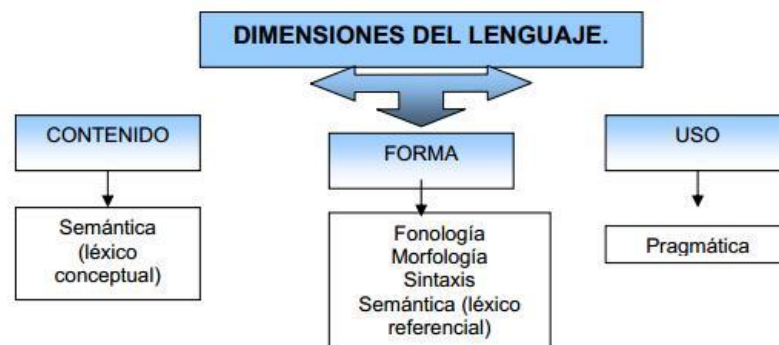 DIMENSIONES DEL LENGUAJE.
CONTENIDO
Semántica
(léxico
conceptual)
FORMA
Fonología
Morfología
Sintaxis
Semántica (léxico
referencial)
USO
Pragmática